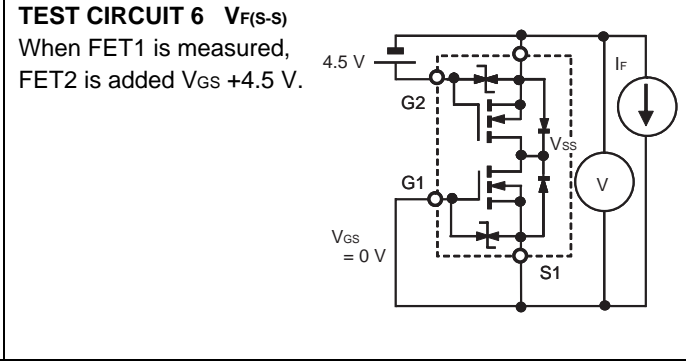 TEST CIRCUIT 6 VF(S-S)
When FET1 is measured,
FET2 is added VGS +4.5 V.
4.5 V
IF
G2
VSS
G1
V
VGS
= 0 V
S1